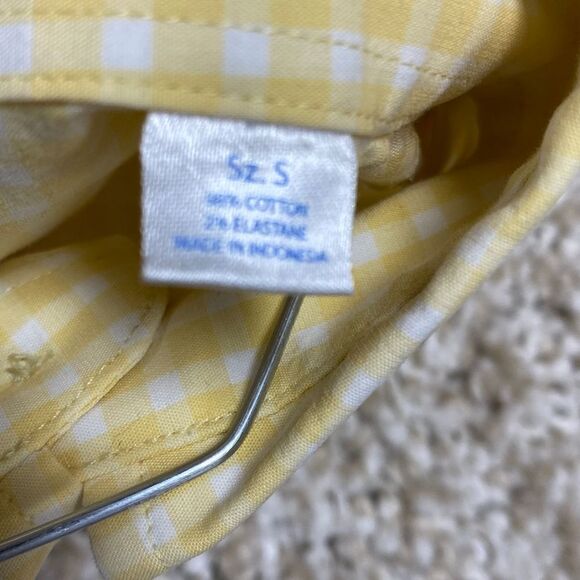 Sz. S
98% COTTON
2% ELASTANE
MADE IN INDONESIA